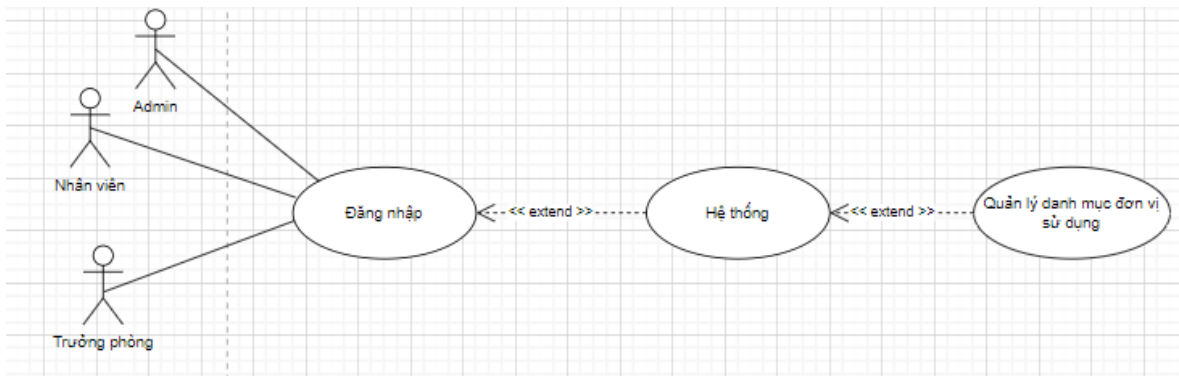 Admin
Nhân viên
Trưởng phòng
Đăng nhập
<< extend >>
Hệ thống
<< extend >>
Quản lý danh mục đơn vị
sử dụng